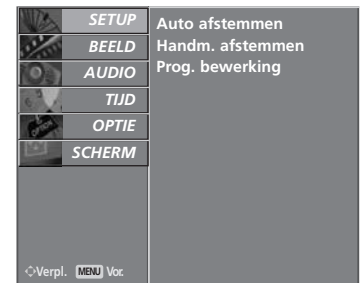 SETUP
BEELD
AUDIO
TIJD
OPTIE
SCHERM
Auto afstemmen
Handm. afstemmen
Prog. bewerking
Verpl. MENU Vor.